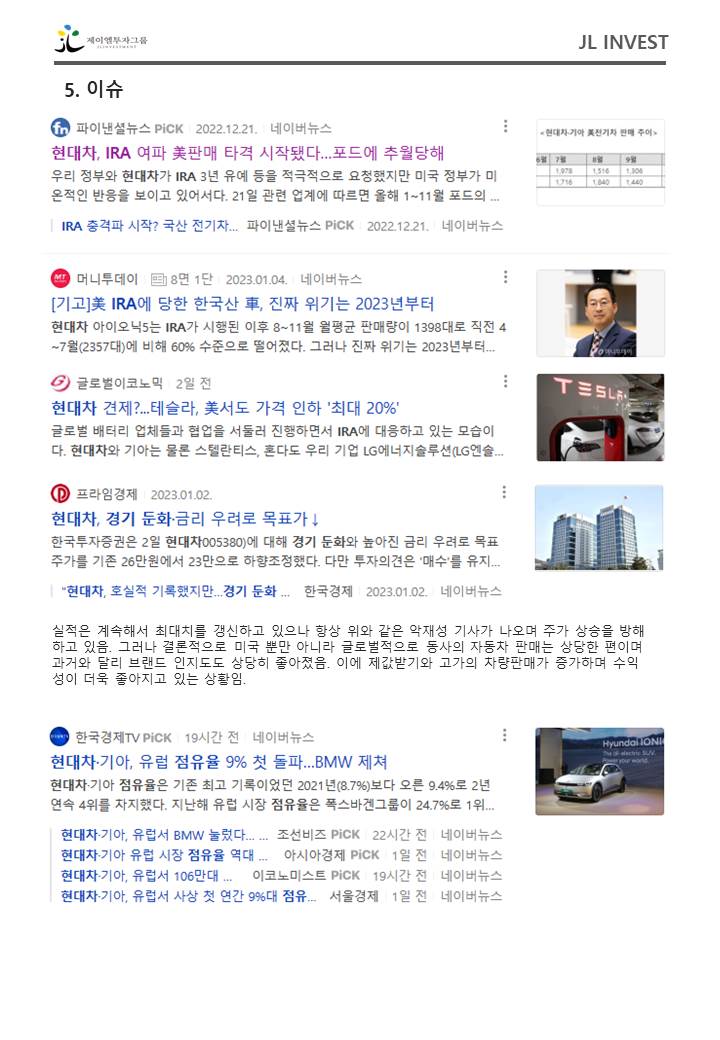 제이엘투자그룹
JL INVESTMENT
JL INVEST
5. 이슈
파이낸셜뉴스 PiCK 2022.12.21. 네이버뉴스
현대차, IRA 여파 美판매 타격 시작됐다...포드에 추월당해
우리 정부와 현대차가 IRA 3년 유예 등을 적극적으로 요청했지만 미국 정부가 미
온적인 반응을 보이고 있어서다. 21일 관련 업계에 따르면 올해 1~11월 포드의 ...
<현대차·기아 美전기차 판매 추이>
6월 7월 8월 9월
1,978 1,516 1,306
1,716 1,840 1,440
IRA 충격파 시작? 국산 전기차... 파이낸셜뉴스 PiCK 2022.12.21. 네이버뉴스
MT 머니투데이 8면 1단 2023.01.04. 네이버뉴스
[기고]美 IRA에 당한 한국산 車, 진짜 위기는 2023년부터
현대차 아이오닉5는 IRA가 시행된 이후 8~11월 월평균 판매량이 1398대로 직전 4
~7월(2357대)에 비해 60% 수준으로 떨어졌다. 그러나 진짜 위기는 2023년부터...
머니투데이
글로벌이코노믹 2일 전
현대차 견제?...테슬라, 美서도 가격 인하 '최대 20%'
글로벌 배터리 업체들과 협업을 서둘러 진행하면서 IRA에 대응하고 있는 모습이
다. 현대차와 기아는 물론 스텔란티스, 혼다도 우리 기업 LG에너지솔루션(LG엔솔...
TESLA
프라임경제 2023.01.02.
현대차, 경기 둔화·금리 우려로 목표가↓
한국투자증권은 2일 현대차005380)에 대해 경기 둔화와 높아진 금리 우려로 목표
주가를 기존 26만원에서 23만으로 하향조정했다. 다만 투자의견은 '매수'를 유지...
"현대차, 호실적 기록했지만...경기 둔화 ... 한국경제 2023.01.02. 네이버뉴스
실적은 계속해서 최대치를 갱신하고 있으나 항상 위와 같은 악재성 기사가 나오며 주가 상승을 방해
하고 있음. 그러나 결론적으로 미국 뿐만 아니라 글로벌적으로 동사의 자동차 판매는 상당한 편이며
과거와 달리 브랜드 인지도도 상당히 좋아졌음. 이에 제값받기와 고가의 차량판매가 증가하며 수익
성이 더욱 좋아지고 있는 상황임.
한국경제TV PiCK 19시간 전 네이버뉴스
현대차·기아, 유럽 점유율 9% 첫 돌파...BMW 제쳐
현대차·기아 점유율은 기존 최고 기록이었던 2021년(8.7%)보다 오른 9.4%로 2년
연속 4위를 차지했다. 지난해 유럽 시장 점유율은 폭스바겐그룹이 24.7%로 1위...
Hyundai IONIQ
The all-electric SUV.
Power your world.
현대차·기아, 유럽서 BMW 눌렀다... ... 조선비즈 PiCK 22시간 전 네이버뉴스
현대차·기아 유럽 시장 점유율 역대 ... 아시아경제 PiCK 1일 전 네이버뉴스
현대차·기아, 유럽서 106만대 ... 이코노미스트 PiCK 19시간 전 네이버뉴스
현대차·기아, 유럽서 사상 첫 연간 9%대 점유... 서울경제 1일 전 네이버뉴스